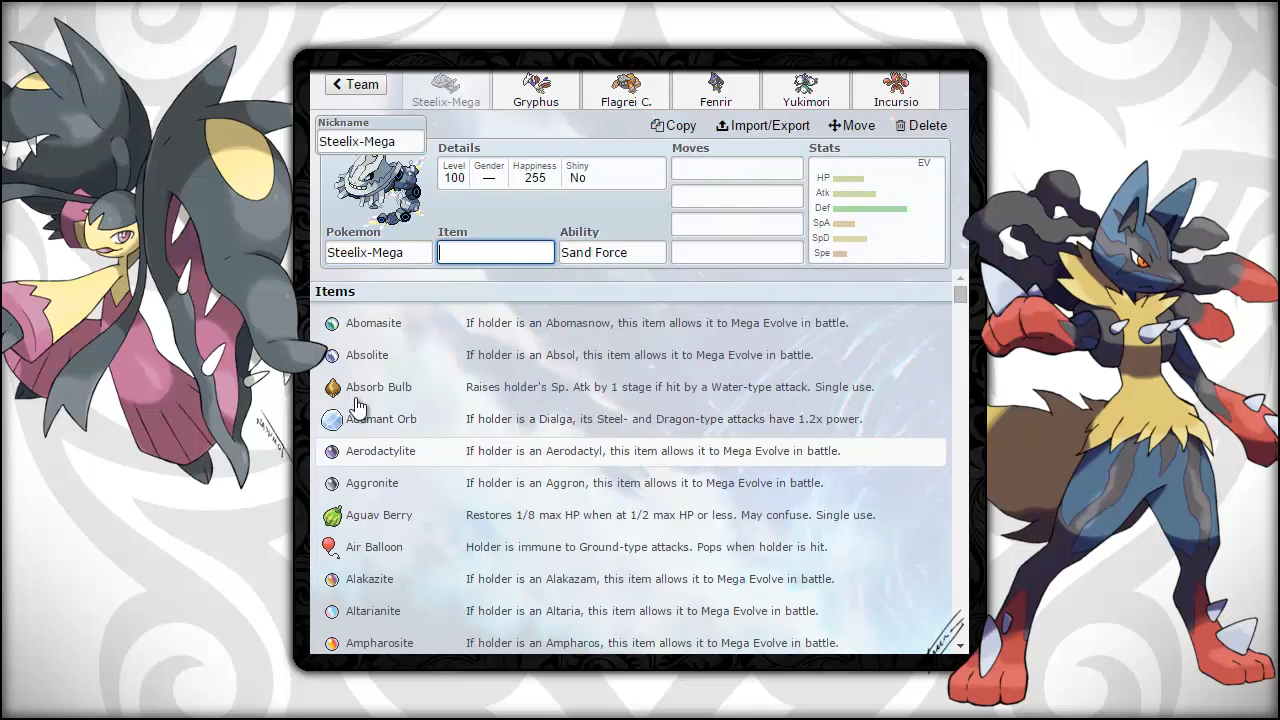 Team
Steelix-Mega
Gryphus
Flagrei C.
Fenrir
Yukimori
Incursio
Copy
Import/Export
Move
Delete
Nickname
Steelix-Mega
Details
Level
100
Gender
—
Happiness
255
Shiny
No
Moves
Stats
EV
HP
Atk
Def
SpA
SpD
Spe
Pokemon
Steelix-Mega
Item
Ability
Sand Force
Items
Abomasite If holder is an Abomasnow, this item allows it to Mega Evolve in battle.
Absolite If holder is an Absol, this item allows it to Mega Evolve in battle.
Absorb Bulb Raises holder's Sp. Atk by 1 stage if hit by a Water-type attack. Single use.
Adamant Orb If holder is a Dialga, its Steel- and Dragon-type attacks have 1.2x power.
Aerodactylite If holder is an Aerodactyl, this item allows it to Mega Evolve in battle.
Aggronite If holder is an Aggron, this item allows it to Mega Evolve in battle.
Aguav Berry Restores 1/8 max HP when at 1/2 max HP or less. May confuse. Single use.
Air Balloon Holder is immune to Ground-type attacks. Pops when holder is hit.
Alakazite If holder is an Alakazam, this item allows it to Mega Evolve in battle.
Altarianite If holder is an Altaria, this item allows it to Mega Evolve in battle.
Ampharosite If holder is an Ampharos, this item allows it to Mega Evolve in battle.